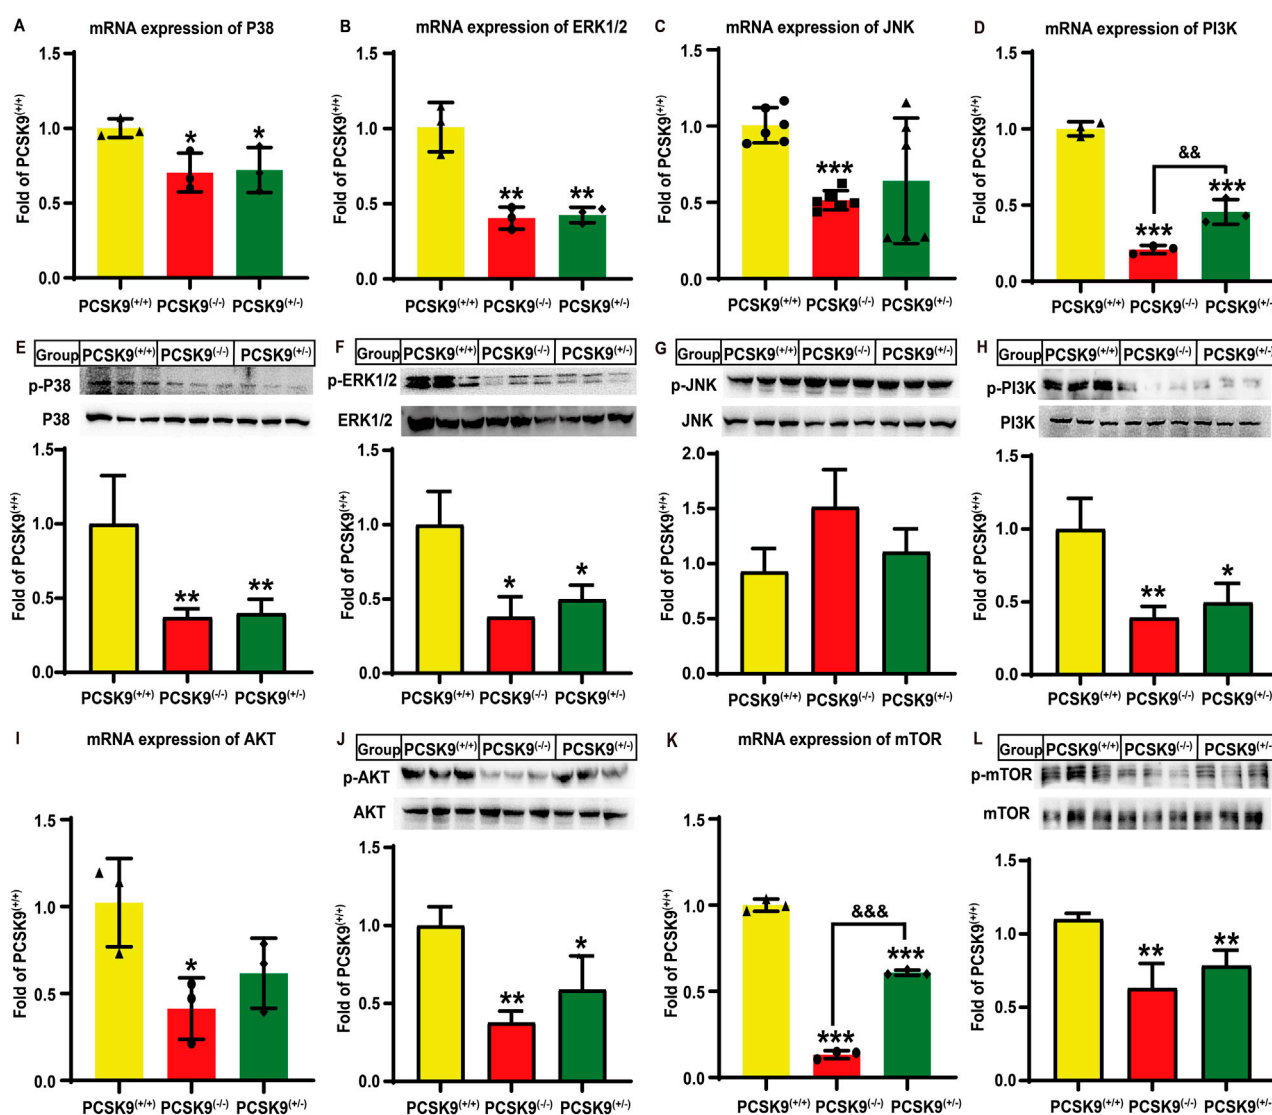 A mRNA expression of P38
Fold of PCSK9(+/+)
1.5
1.0
0.5
0.0
*
*
PCSK9(+/+) PCSK9(-/-) PCSK9(+/-)
B mRNA expression of ERK1/2
Fold of PCSK9(+/+)
1.5
1.0
0.5
0.0
**
**
PCSK9(+/+) PCSK9(-/-) PCSK9(+/-)
C mRNA expression of JNK
Fold of PCSK9(+/+)
1.5
1.0
0.5
0.0
***
PCSK9(+/+) PCSK9(-/-) PCSK9(+/-)
D mRNA expression of PI3K
Fold of PCSK9(+/+)
1.5
1.0
0.5
0.0
&&
***
***
PCSK9(+/+) PCSK9(-/-) PCSK9(+/-)
E Group PCSK9(+/+) PCSK9(-/-) PCSK9(+/-)
p-P38
P38
Fold of PCSK9(+/+)
1.5
1.0
0.5
0.0
**
**
PCSK9(+/+) PCSK9(-/-) PCSK9(+/-)
F Group PCSK9(+/+) PCSK9(-/-) PCSK9(+/-)
p-ERK1/2
ERK1/2
Fold of PCSK9(+/+)
1.5
1.0
0.5
0.0
*
*
PCSK9(+/+) PCSK9(-/-) PCSK9(+/-)
G Group PCSK9(+/+) PCSK9(-/-) PCSK9(+/-)
p-JNK
JNK
Fold of PCSK9(+/+)
2.0
1.5
1.0
0.5
0.0
PCSK9(+/+) PCSK9(-/-) PCSK9(+/-)
H Group PCSK9(+/+) PCSK9(-/-) PCSK9(+/-)
p-PI3K
PI3K
Fold of PCSK9(+/+)
1.5
1.0
0.5
0.0
**
*
PCSK9(+/+) PCSK9(-/-) PCSK9(+/-)
I mRNA expression of AKT
Fold of PCSK9(+/+)
1.5
1.0
0.5
0.0
*
PCSK9(+/+) PCSK9(-/-) PCSK9(+/-)
J Group PCSK9(+/+) PCSK9(-/-) PCSK9(+/-)
p-AKT
AKT
Fold of PCSK9(+/+)
1.5
1.0
0.5
0.0
**
*
PCSK9(+/+) PCSK9(-/-) PCSK9(+/-)
K mRNA expression of mTOR
Fold of PCSK9(+/+)
1.5
1.0
0.5
0.0
&&&
***
***
PCSK9(+/+) PCSK9(-/-) PCSK9(+/-)
L Group PCSK9(+/+) PCSK9(-/-) PCSK9(+/-)
p-mTOR
mTOR
Fold of PCSK9(+/+)
1.5
1.0
0.5
0.0
**
**
PCSK9(+/+) PCSK9(-/-) PCSK9(+/-)